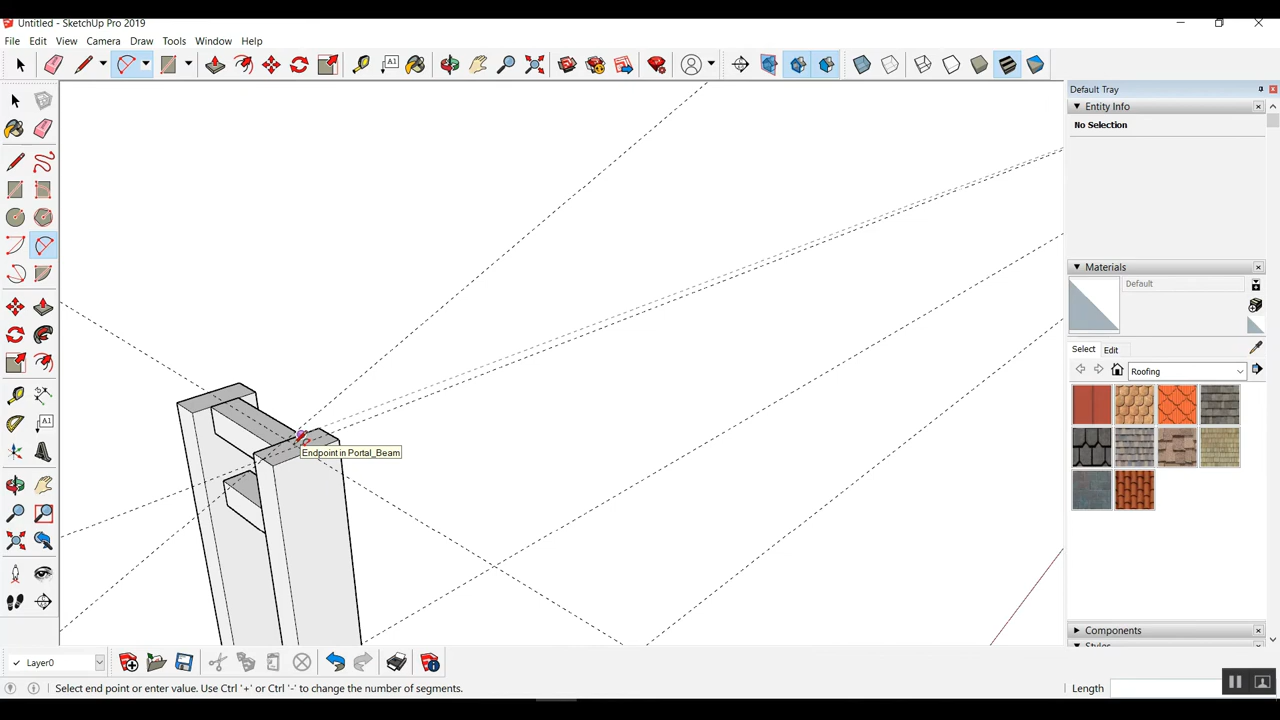 Untitled - SketchUp Pro 2019
File Edit View Camera Draw Tools Window Help
Default Tray
Entity Info
No Selection
Materials
Default
Select Edit
Roofing
Endpoint in Portal_Beam
Components
Styles
Layer0
Select end point or enter value. Use Ctrl '+' or Ctrl '-' to change the number of segments.
Length